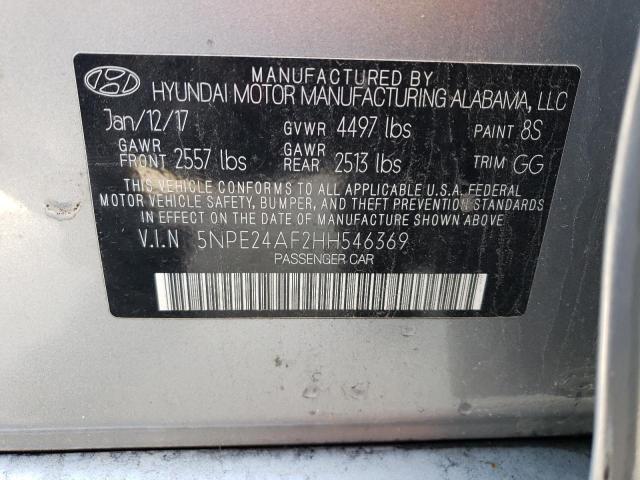 MANUFACTURED BY
HYUNDAI MOTOR MANUFACTURING ALABAMA, LLC
Jan/12/17 GVWR 4497 lbs PAINT 8S
GAWR FRONT 2557 lbs GAWR REAR 2513 lbs TRIM GG
THIS VEHICLE CONFORMS TO ALL APPLICABLE U.S.A. FEDERAL
MOTOR VEHICLE SAFETY, BUMPER, AND THEFT PREVENTION STANDARDS
IN EFFECT ON THE DATE OF MANUFACTURE SHOWN ABOVE.
V.I.N 5NPE24AF2HH546369
PASSENGER CAR